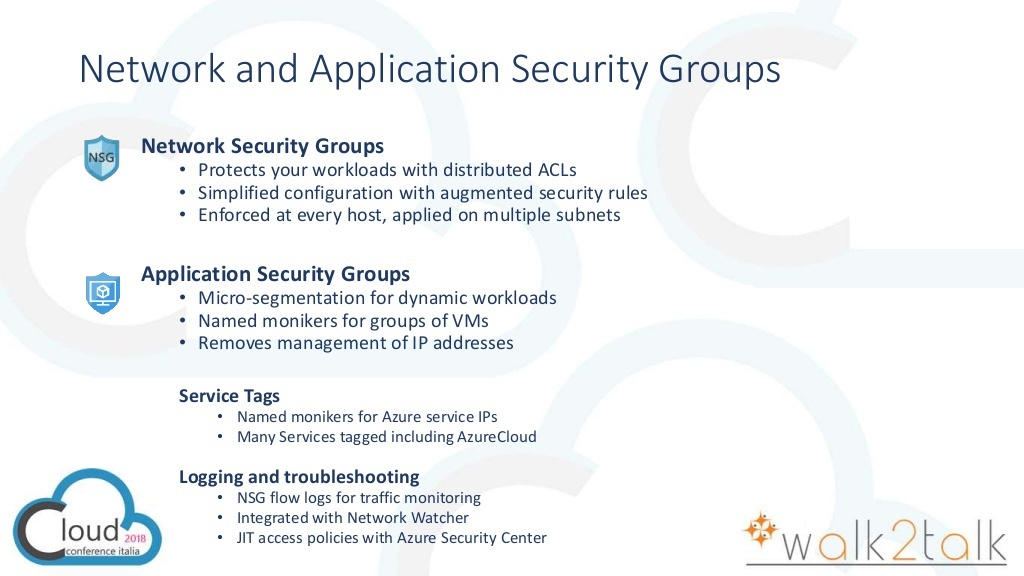 Network and Application Security Groups
NSG
Network Security Groups
• Protects your workloads with distributed ACLs
• Simplified configuration with augmented security rules
• Enforced at every host, applied on multiple subnets
Application Security Groups
• Micro-segmentation for dynamic workloads
• Named monikers for groups of VMs
• Removes management of IP addresses
Service Tags
• Named monikers for Azure service IPs
• Many Services tagged including AzureCloud
Logging and troubleshooting
• NSG flow logs for traffic monitoring
• Integrated with Network Watcher
• JIT access policies with Azure Security Center
Cloud 2018
conference italia
walk2talk